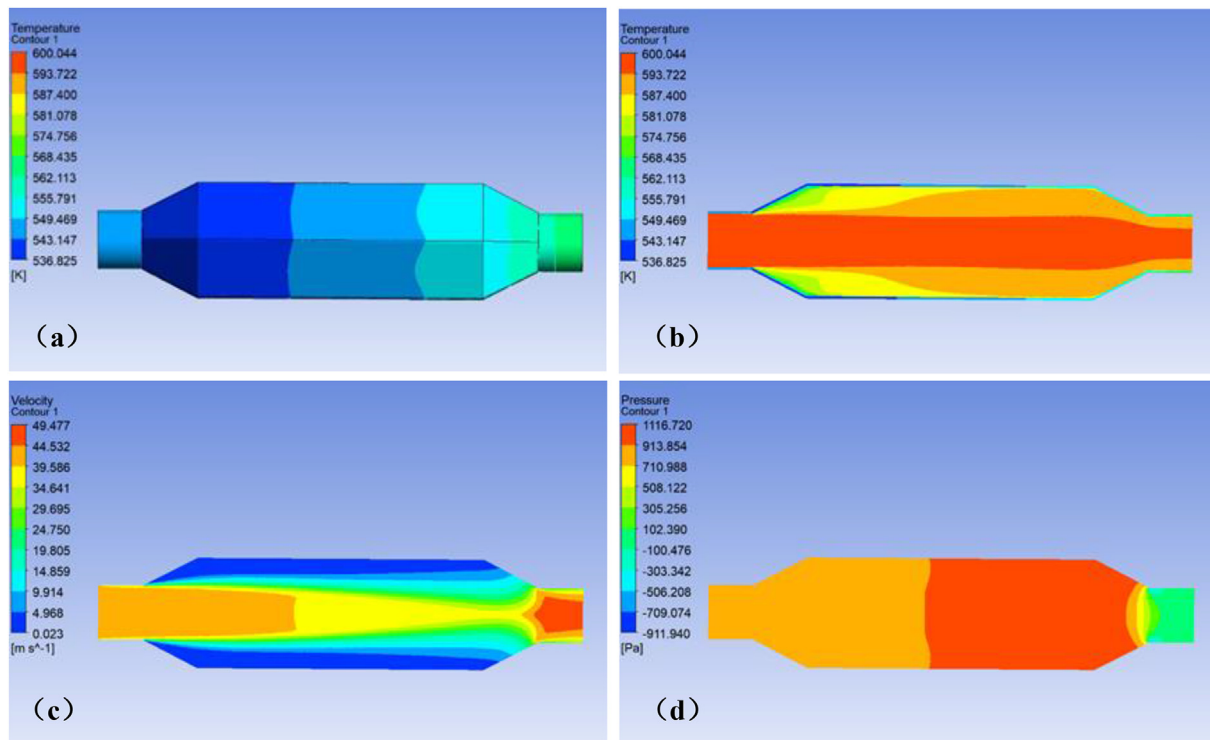 Temperature
Contour 1
600.044
593.722
587.400
581.078
574.756
568.435
562.113
555.791
549.469
543.147
536.825
[K]
（a）
Temperature
Contour 1
600.044
593.722
587.400
581.078
574.756
568.435
562.113
555.791
549.469
543.147
536.825
[K]
（b）
Velocity
Contour 1
49.477
44.532
39.586
34.641
29.695
24.750
19.805
14.859
9.914
4.968
0.023
[m s^-1]
（c）
Pressure
Contour 1
1116.720
913.854
710.988
508.122
305.256
102.390
-100.476
-303.342
-506.208
-709.074
-911.940
[Pa]
（d）